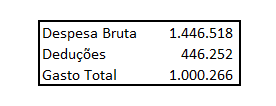 Despesa Bruta 1.446.518
Deduções 446.252
Gasto Total 1.000.266